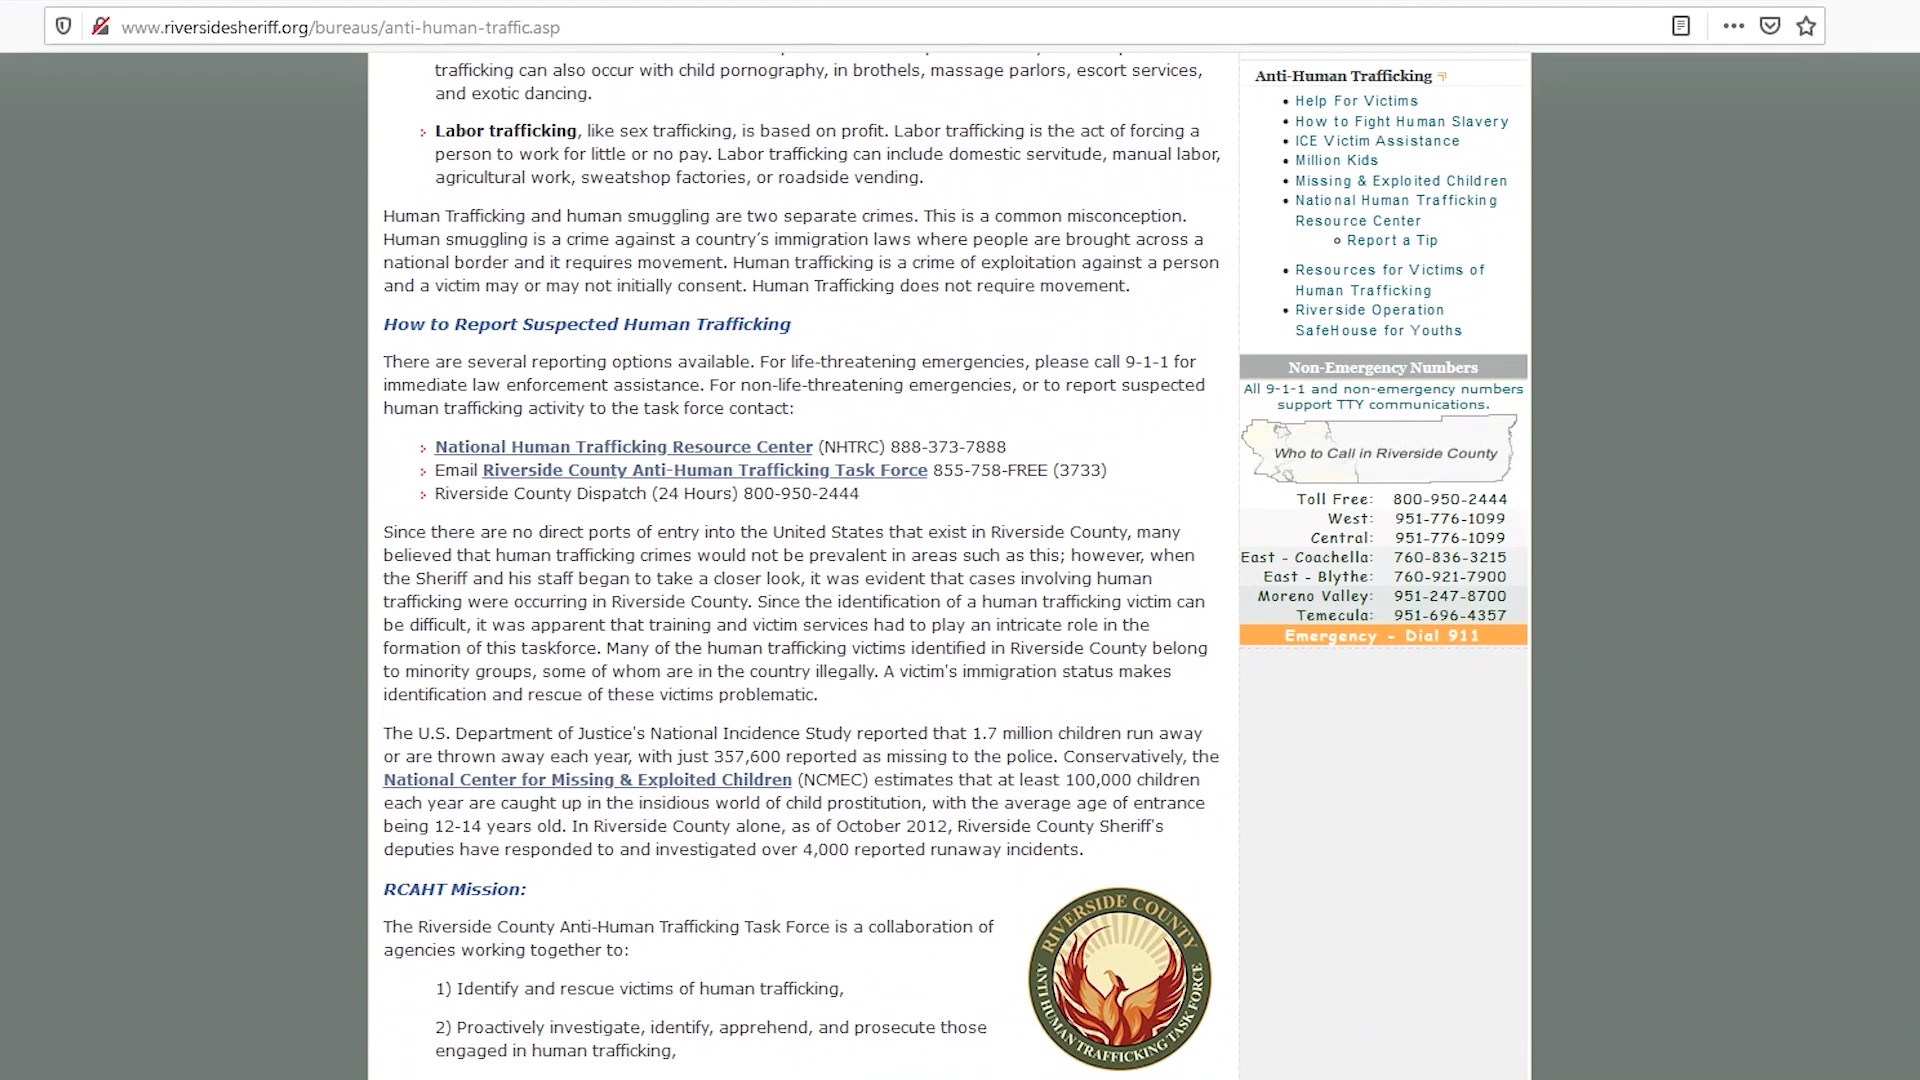 www.riversidesheriff.org/bureaus/anti-human-traffic.asp
trafficking can also occur with child pornography, in brothels, massage parlors, escort services,
and exotic dancing.
Labor trafficking, like sex trafficking, is based on profit. Labor trafficking is the act of forcing a
person to work for little or no pay. Labor trafficking can include domestic servitude, manual labor,
agricultural work, sweatshop factories, or roadside vending.
Human Trafficking and human smuggling are two separate crimes. This is a common misconception.
Human smuggling is a crime against a country's immigration laws where people are brought across a
national border and it requires movement. Human trafficking is a crime of exploitation against a person
and a victim may or may not initially consent. Human Trafficking does not require movement.
How to Report Suspected Human Trafficking
There are several reporting options available. For life-threatening emergencies, please call 9-1-1 for
immediate law enforcement assistance. For non-life-threatening emergencies, or to report suspected
human trafficking activity to the task force contact:
National Human Trafficking Resource Center (NHTRC) 888-373-7888
Email Riverside County Anti-Human Trafficking Task Force 855-758-FREE (3733)
Riverside County Dispatch (24 Hours) 800-950-2444
Since there are no direct ports of entry into the United States that exist in Riverside County, many
believed that human trafficking crimes would not be prevalent in areas such as this; however, when
the Sheriff and his staff began to take a closer look, it was evident that cases involving human
trafficking were occurring in Riverside County. Since the identification of a human trafficking victim can
be difficult, it was apparent that training and victim services had to play an intricate role in the
formation of this taskforce. Many of the human trafficking victims identified in Riverside County belong
to minority groups, some of whom are in the country illegally. A victim's immigration status makes
identification and rescue of these victims problematic.
The U.S. Department of Justice's National Incidence Study reported that 1.7 million children run away
or are thrown away each year, with just 357,600 reported as missing to the police. Conservatively, the
National Center for Missing & Exploited Children (NCMEC) estimates that at least 100,000 children
each year are caught up in the insidious world of child prostitution, with the average age of entrance
being 12-14 years old. In Riverside County alone, as of October 2012, Riverside County Sheriff's
deputies have responded to and investigated over 4,000 reported runaway incidents.
RCAHT Mission:
The Riverside County Anti-Human Trafficking Task Force is a collaboration of
agencies working together to:
1) Identify and rescue victims of human trafficking,
2) Proactively investigate, identify, apprehend, and prosecute those
engaged in human trafficking,
RIVERSIDE COUNTY
ANTI HUMAN TRAFFICKING TASK FORCE
Anti-Human Trafficking
Help For Victims
How to Fight Human Slavery
ICE Victim Assistance
Million Kids
Missing & Exploited Children
National Human Trafficking
Resource Center
Report a Tip
Resources for Victims of
Human Trafficking
Riverside Operation
SafeHouse for Youths
Non-Emergency Numbers
All 9-1-1 and non-emergency numbers
support TTY communications.
Who to Call in Riverside County
Toll Free: 800-950-2444
West: 951-776-1099
Central: 951-776-1099
East - Coachella: 760-836-3215
East - Blythe: 760-921-7900
Moreno Valley: 951-247-8700
Temecula: 951-696-4357
Emergency - Dial 911